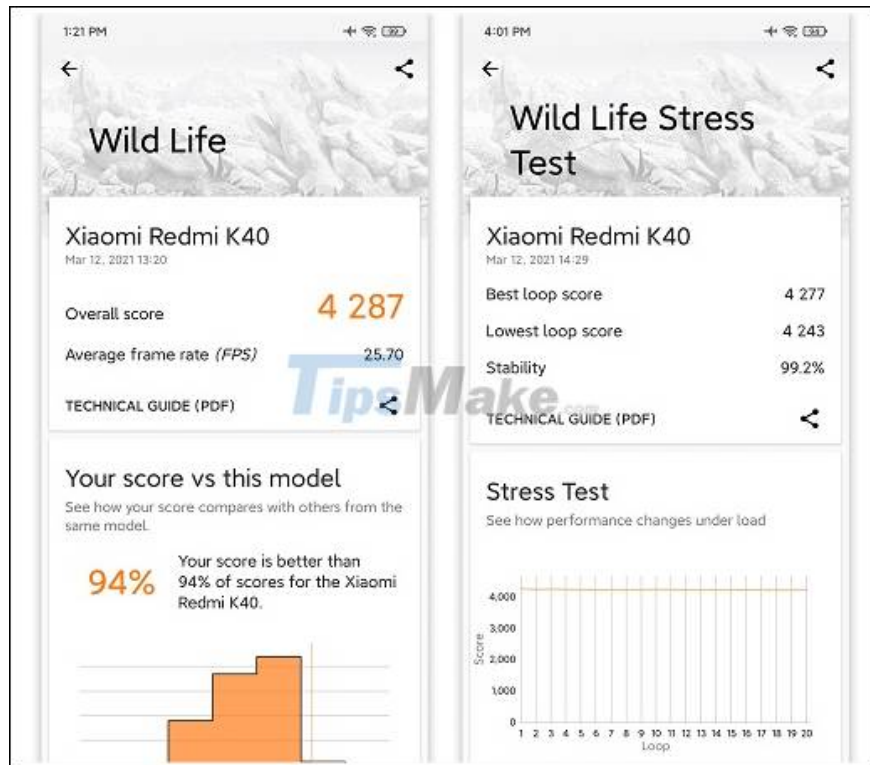 1:21 PM
Wild Life
Xiaomi Redmi K40
Mar 12, 2021 13:20
Overall score 4 287
Average frame rate (FPS) 25.70
TECHNICAL GUIDE (PDF)
Your score vs this model
See how your score compares with others from the
same model.
94%
Your score is better than
94% of scores for the Xiaomi
Redmi K40.
4:01 PM
Wild Life Stress
Test
Xiaomi Redmi K40
Mar 12, 2021 14:29
Best loop score 4 277
Lowest loop score 4 243
Stability 99.2%
TECHNICAL GUIDE (PDF)
Stress Test
See how performance changes under load
Score
4,000
3,000
2,000
1,000
0
1 2 3 4 5 6 7 8 9 10 11 12 13 14 15 16 17 18 19 20
Loop
TipsMake.com